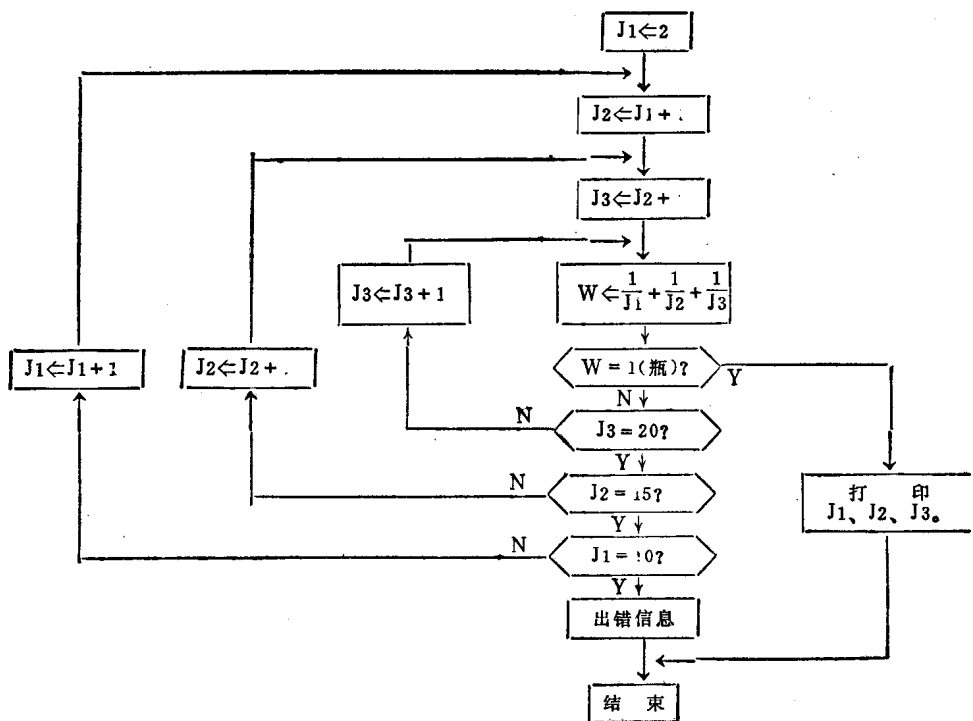 J1⇐2
J2⇐J1+
J3⇐J2+
J3⇐J3+1
W⇐1/J1+1/J2+1/J3
J1⇐J1+1
J2⇐J2+
W=1(瓶)?
Y
N
N
J3=20?
Y
N
J2=15?
打 印
J1、J2、J3。
Y
N
J1= 0?
Y
出错信息
结 束